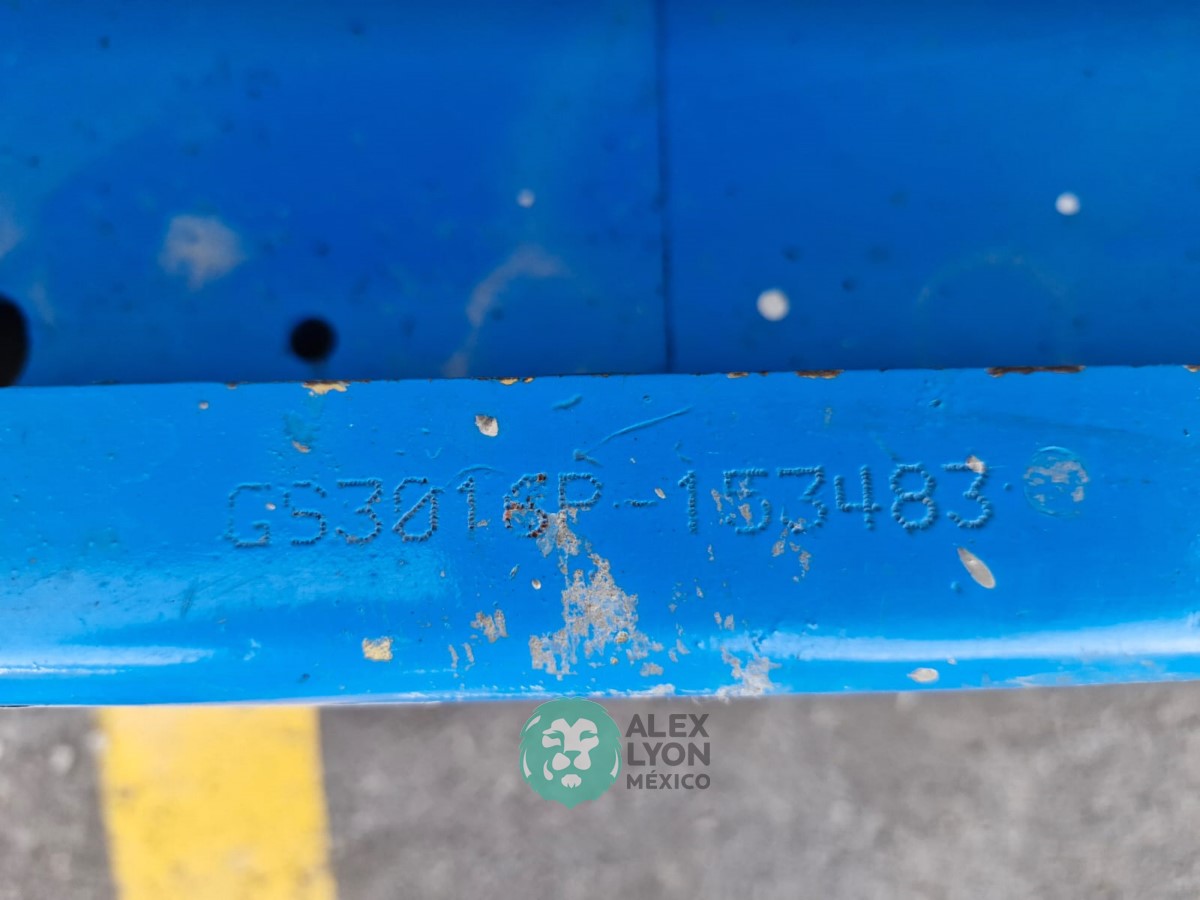 GS3016P-153483
ALEX
LYON
MÉXICO